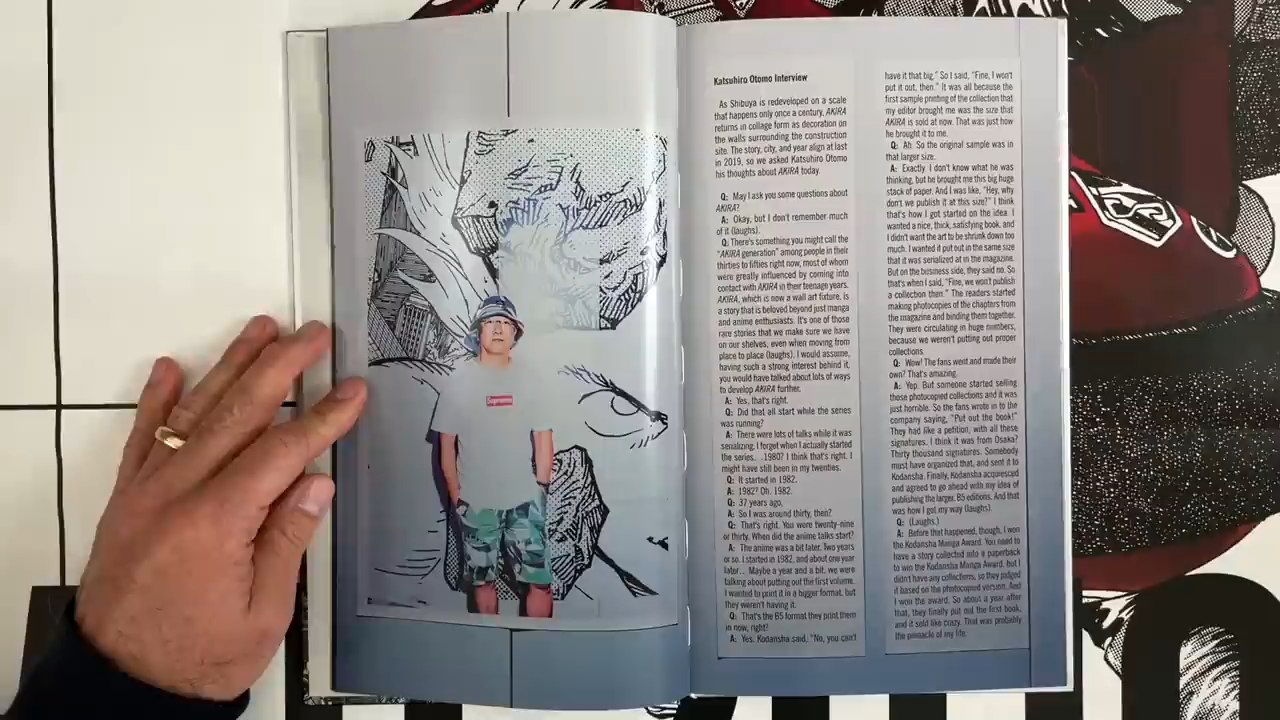 Supreme
Katsuhiro Otomo Interview
As Shibuya is redeveloped on a scale
that happens only once a century, AKIRA
returns in collage form as decoration on
the walls surrounding the construction
site. The story, city, and year align at last
in 2019, so we asked Katsuhiro Otomo
his thoughts about AKIRA today.
Q: May I ask you some questions about
AKIRA?
A: Okay, but I don't remember much
of it (laughs).
Q: There's something you might call the
"AKIRA generation" among people in their
thirties to fifties right now, most of whom
were greatly influenced by coming into
contact with AKIRA in their teenage years.
AKIRA, which is now a wall art fixture, is
a story that is beloved beyond just manga
and anime enthusiasts. It's one of those
rare stories that we make sure we have
on our shelves, even when moving from
place to place (laughs). I would assume,
having such a strong interest behind it,
you would have talked about lots of ways
to develop AKIRA further.
A: Yes, that's right.
Q: Did that all start while the series
was running?
A: There were lots of talks while it was
serializing. I forget when I actually started
the series. . .1980? I think that's right. I
might have still been in my twenties.
Q: It started in 1982.
A: 1982? Oh. 1982.
Q: 37 years ago.
A: So I was around thirty, then?
Q: That's right. You were twenty-nine
or thirty. When did the anime talks start?
A: The anime was a bit later. Two years
or so. I started in 1982, and about one year
later... Maybe a year and a bit, we were
talking about putting out the first volume.
I wanted to print it in a bigger format, but
they weren't having it.
Q: That's the B5 format they print them
in now, right?
A: Yes. Kodansha said, "No, you can't
have it that big." So I said, "Fine, I won't
put it out, then." It was all because the
first sample printing of the collection that
my editor brought me was the size that
AKIRA is sold at now. That was just how
he brought it to me.
Q: Ah. So the original sample was in
that larger size.
A: Exactly. I don't know what he was
thinking, but he brought me this big huge
stack of paper. And I was like, "Hey, why
don't we publish it at this size?" I think
that's how I got started on the idea. I
wanted a nice, thick, satisfying book, and
I didn't want the art to be shrunk down too
much. I wanted it put out in the same size
that it was serialized at in the magazine.
But on the business side, they said no. So
that's when I said, "Fine, we won't publish
a collection then." The readers started
making photocopies of the chapters from
the magazine and binding them together.
They were circulating in huge numbers,
because we weren't putting out proper
collections.
Q: Wow! The fans went and made their
own? That's amazing.
A: Yep. But someone started selling
those photocopied collections and it was
just horrible. So the fans wrote in to the
company saying, "Put out the book!"
They had like a petition, with all these
signatures. I think it was from Osaka?
Thirty thousand signatures. Somebody
must have organized that, and sent it to
Kodansha. Finally, Kodansha acquiesced
and agreed to go ahead with my idea of
publishing the larger, B5 editions. And that
was how I got my way (laughs).
Q: (Laughs.)
A: Before that happened, though, I won
the Kodansha Manga Award. You need to
have a story collected into a paperback
to win the Kodansha Manga Award, but I
didn't have any collections, so they judged
it based on the photocopied version. And
I won the award. So about a year after
that, they finally put out the first book,
and it sold like crazy. That was probably
the pinnacle of my life.